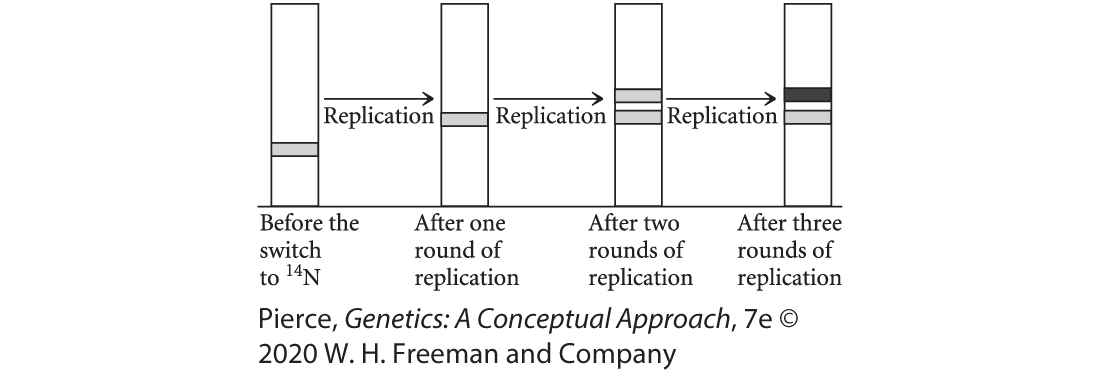 Replication
Replication
Replication
Before the
switch
to ¹⁴N
After one
round of
replication
After two
rounds of
replication
After three
rounds of
replication
Pierce, Genetics: A Conceptual Approach, 7e ©
2020 W. H. Freeman and Company